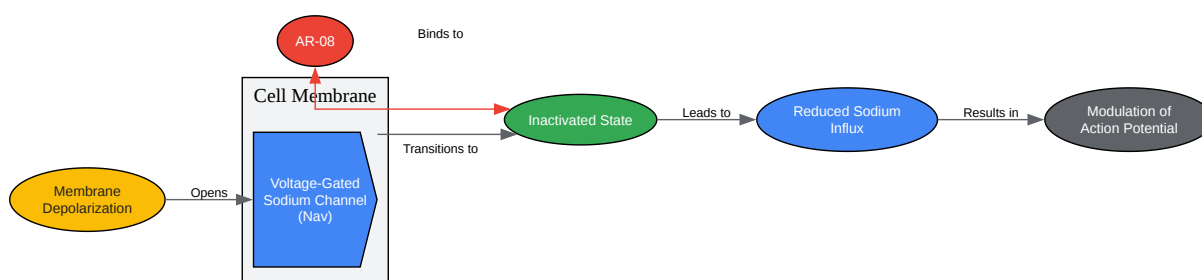 AR-08
Binds to
Cell Membrane
Inactivated State
Leads to
Reduced Sodium
Influx
Results in
Modulation of
Action Potential
Transitions to
Membrane
Depolarization
Opens
Voltage-Gated
Sodium Channel
(Nav)